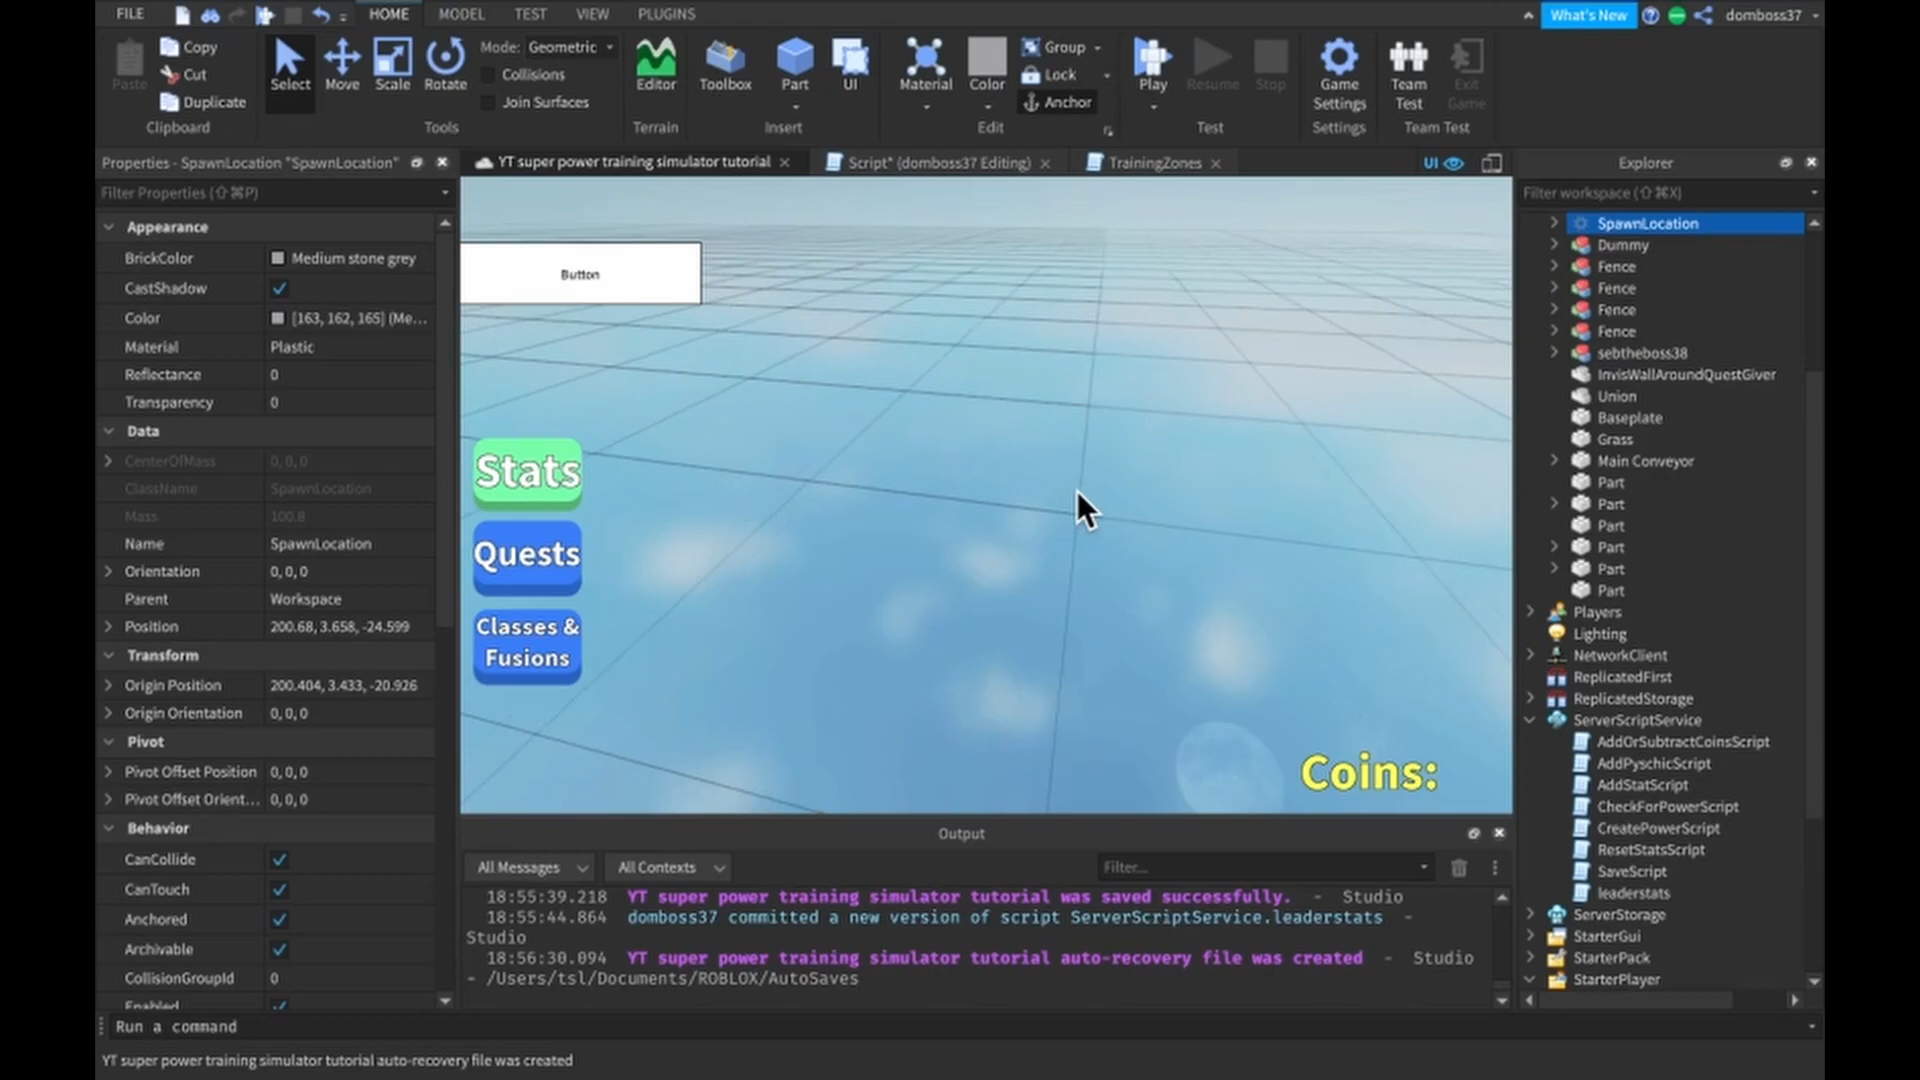 FILE
HOME
MODEL
TEST
VIEW
PLUGINS
What's New
domboss37
Paste
Copy
Cut
Duplicate
Clipboard
Select
Move
Scale
Rotate
Mode: Geometric
Collisions
Join Surfaces
Tools
Editor
Terrain
Toolbox
Part
UI
Insert
Material
Color
Group
Lock
Anchor
Edit
Play
Resume
Stop
Test
Game
Settings
Settings
Team
Test
Exit
Game
Team Test
Properties - SpawnLocation "SpawnLocation"
YT super power training simulator tutorial
Script* (domboss37 Editing)
TrainingZones
UI
Explorer
Filter Properties (⇧⌘P)
Appearance
BrickColor Medium stone grey
CastShadow
Color [163, 162, 165] (Me...
Material Plastic
Reflectance 0
Transparency 0
Data
CenterOfMass 0, 0, 0
ClassName SpawnLocation
Mass 100.8
Name SpawnLocation
Orientation 0, 0, 0
Parent Workspace
Position 200.68, 3.658, -24.599
Transform
Origin Position 200.404, 3.433, -20.926
Origin Orientation 0, 0, 0
Pivot
Pivot Offset Position 0, 0, 0
Pivot Offset Orient... 0, 0, 0
Behavior
CanCollide
CanTouch
Anchored
Archivable
CollisionGroupId 0
Enabled
Button
Stats
Quests
Classes &
Fusions
Coins:
Filter workspace (⇧⌘X)
SpawnLocation
Dummy
Fence
Fence
Fence
Fence
sebtheboss38
InvisWallAroundQuestGiver
Union
Baseplate
Grass
Main Conveyor
Part
Part
Part
Part
Part
Part
Players
Lighting
NetworkClient
ReplicatedFirst
ReplicatedStorage
ServerScriptService
AddOrSubtractCoinsScript
AddPyschicScript
AddStatScript
CheckForPowerScript
CreatePowerScript
ResetStatsScript
SaveScript
leaderstats
ServerStorage
StarterGui
StarterPack
StarterPlayer
Output
All Messages
All Contexts
Filter...
18:55:39.218 YT super power training simulator tutorial was saved successfully. - Studio
18:55:44.864 domboss37 committed a new version of script ServerScriptService.leaderstats -
Studio
18:56:30.094 YT super power training simulator tutorial auto-recovery file was created - Studio
- /Users/tsl/Documents/ROBLOX/AutoSaves
Run a command
YT super power training simulator tutorial auto-recovery file was created